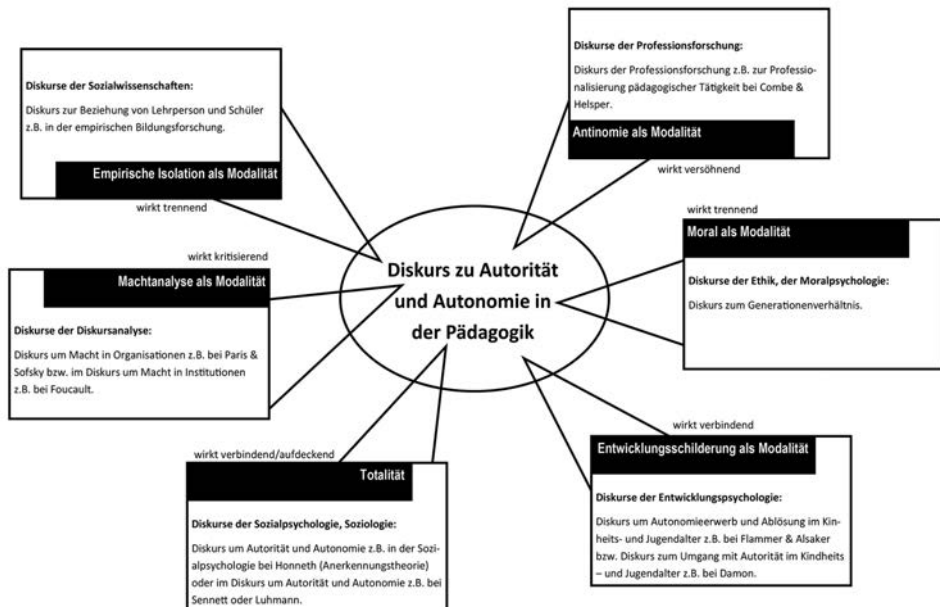 Diskurse der Sozialwissenschaften:
Diskurs zur Beziehung von Lehrperson und Schüler
z.B. in der empirischen Bildungsforschung.
Empirische Isolation als Modalität
wirkt trennend
Diskurse der Professionsforschung:
Diskurs der Professionsforschung z.B. zur Professio-
nalisierung pädagogischer Tätigkeit bei Combe &
Helsper.
Antinomie als Modalität
wirkt versöhnend
wirkt kritisierend
Machtanalyse als Modalität
Diskurse der Diskursanalyse:
Diskurs um Macht in Organisationen z.B. bei Paris &
Sofsky bzw. im Diskurs um Macht in Institutionen
z.B. bei Foucault.
Diskurs zu Autorität
und Autonomie in
der Pädagogik
wirkt trennend
Moral als Modalität
Diskurse der Ethik, der Moralpsychologie:
Diskurs zum Generationenverhältnis.
wirkt verbindend/aufdeckend
Totalität
Diskurse der Sozialpsychologie, Soziologie:
Diskurs um Autorität und Autonomie z.B. in der Sozi-
alpsychologie bei Honneth (Anerkennungstheorie)
oder im Diskurs um Autorität und Autonomie z.B. bei
Sennett oder Luhmann.
wirkt verbindend
Entwicklungsschilderung als Modalität
Diskurse der Entwicklungspsychologie:
Diskurs um Autonomieerwerb und Ablösung im Kin-
heits- und Jugendalter z.B. bei Flammer & Alsaker
bzw. Diskurs zum Umgang mit Autorität im Kindheits
– und Jugendalter z.B. bei Damon.